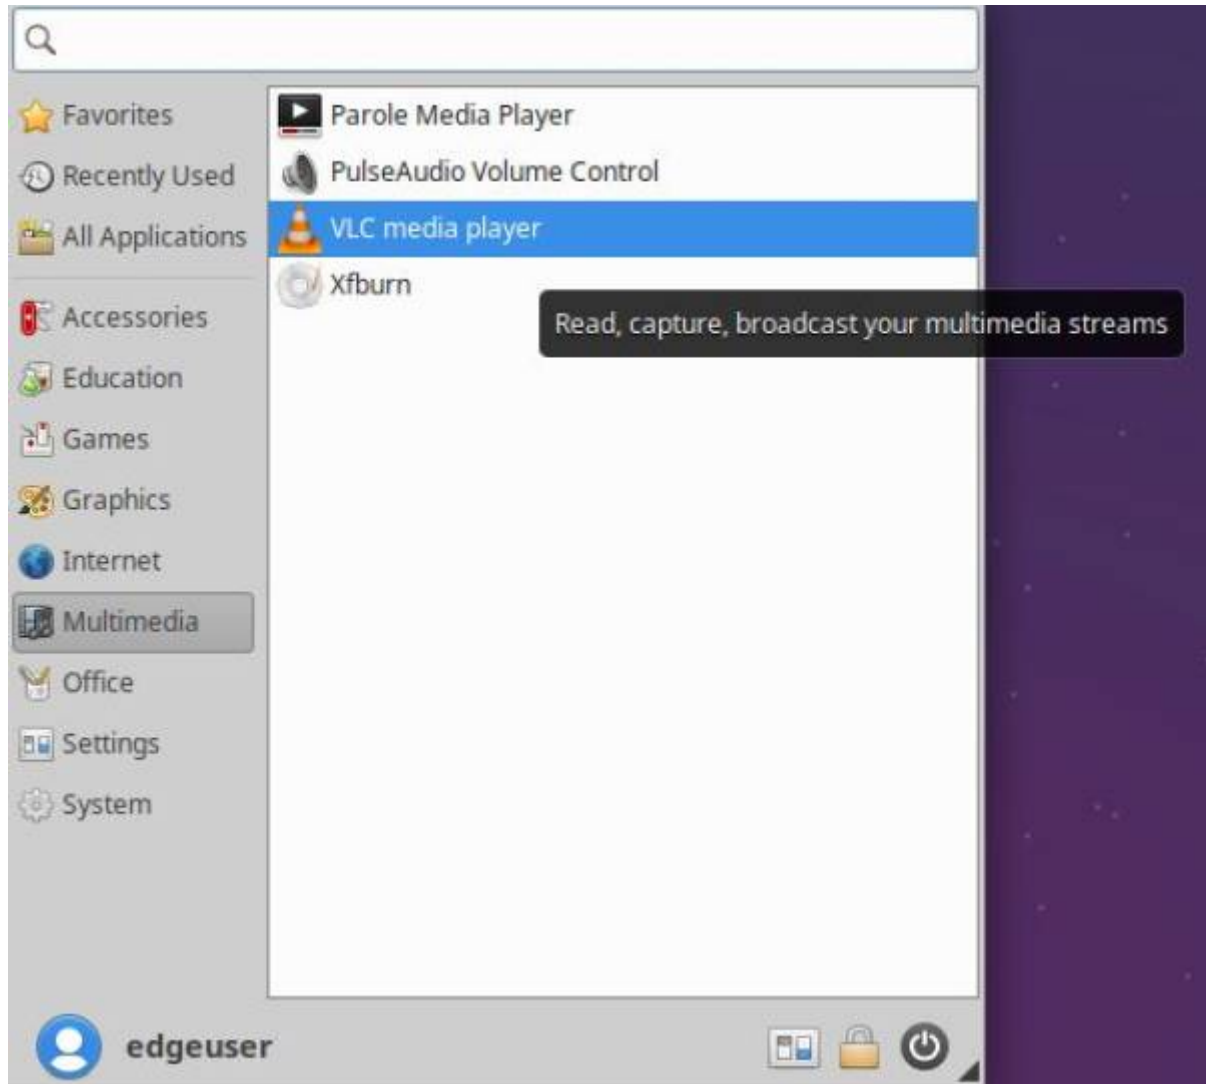 Favorites
Recently Used
All Applications
Accessories
Education
Games
Graphics
Internet
Multimedia
Office
Settings
System
Parole Media Player
PulseAudio Volume Control
VLC media player
Xfburn
Read, capture, broadcast your multimedia streams
edgeuser